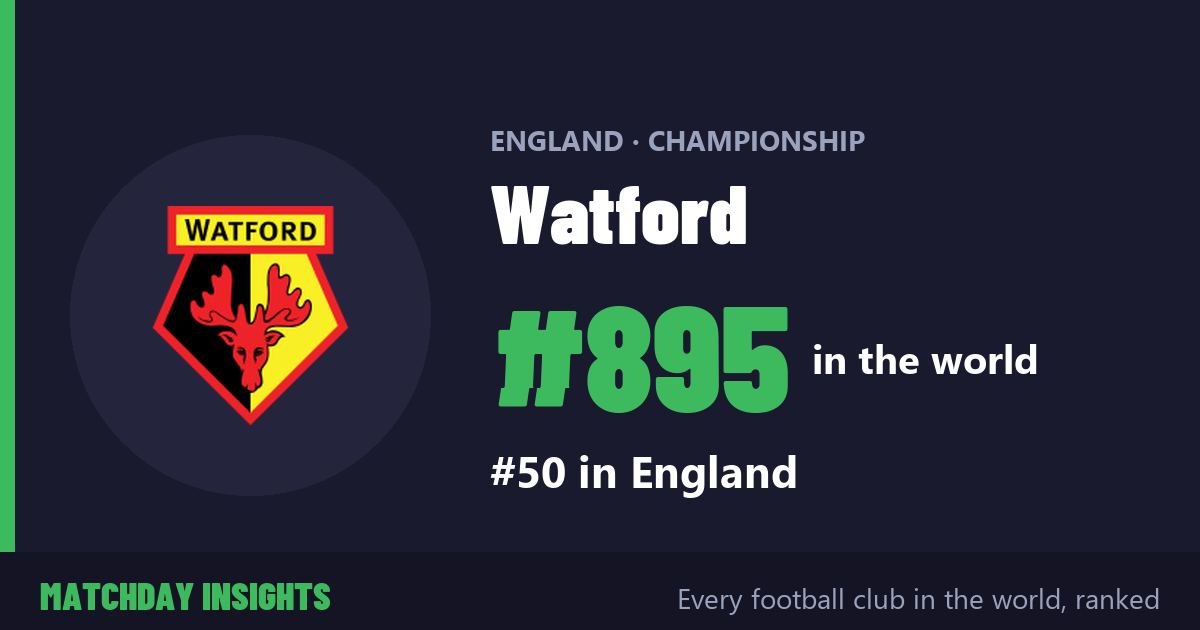 ENGLAND · CHAMPIONSHIP
Watford
WATFORD
#895 in the world
#50 in England
MATCHDAY INSIGHTS
Every football club in the world, ranked